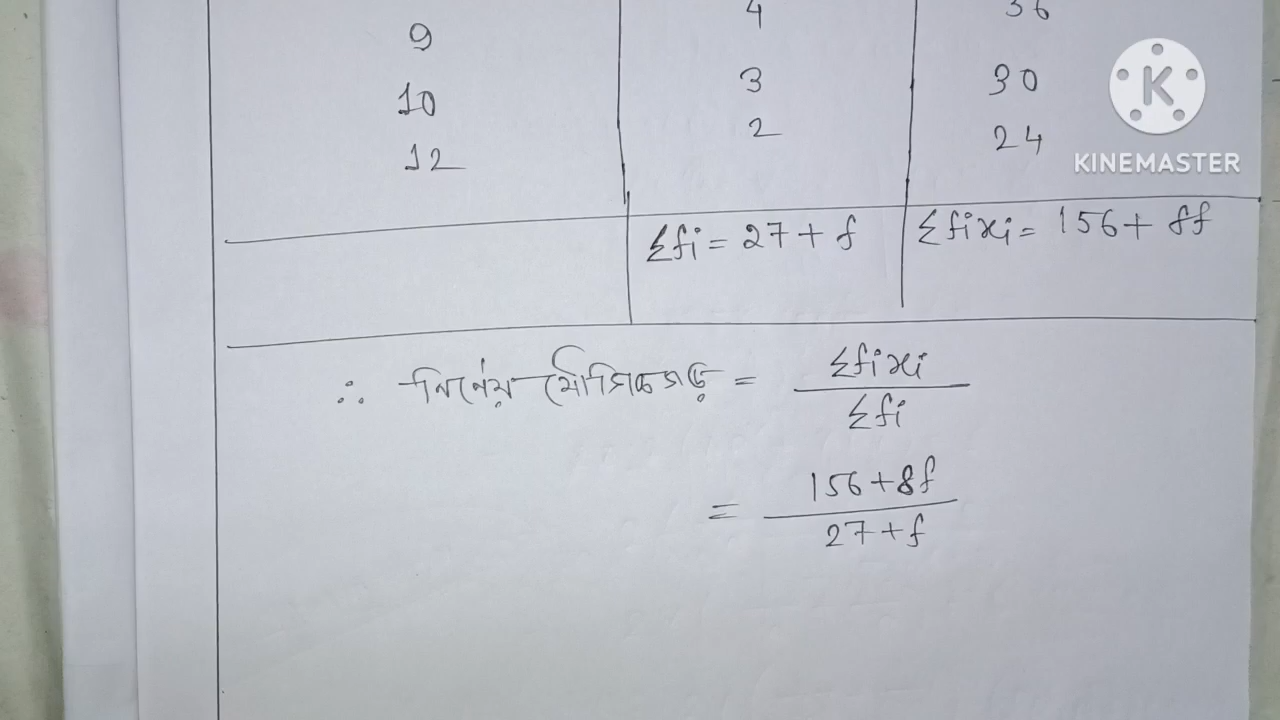 4 36
9
10 3 30
12 2 24
K
KINEMASTER
Σfi = 27 + f Σfixi = 156 + 8f
∴ নির্ণেয় যৌগিক গড় = Σfixi / Σfi
= 156 + 8f / 27 + f